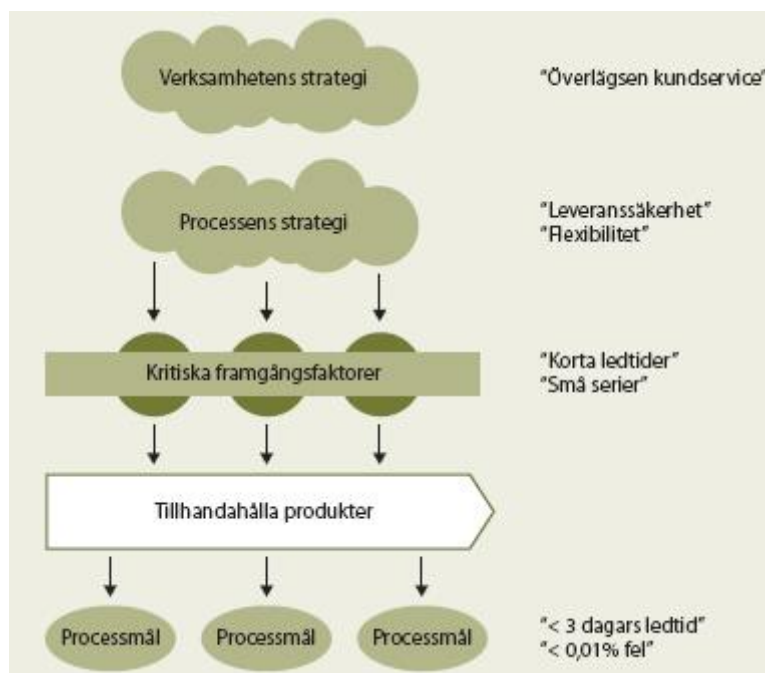 Verksamhetens strategi
"Överlägsen kundservice"
Processens strategi
"Leveranssäkerhet"
"Flexibilitet"
Kritiska framgångsfaktorer
"Korta ledtider"
"Små serier"
Tillhandahålla produkter
Processmål
Processmål
Processmål
"< 3 dagars ledtid"
"< 0,01% fel"